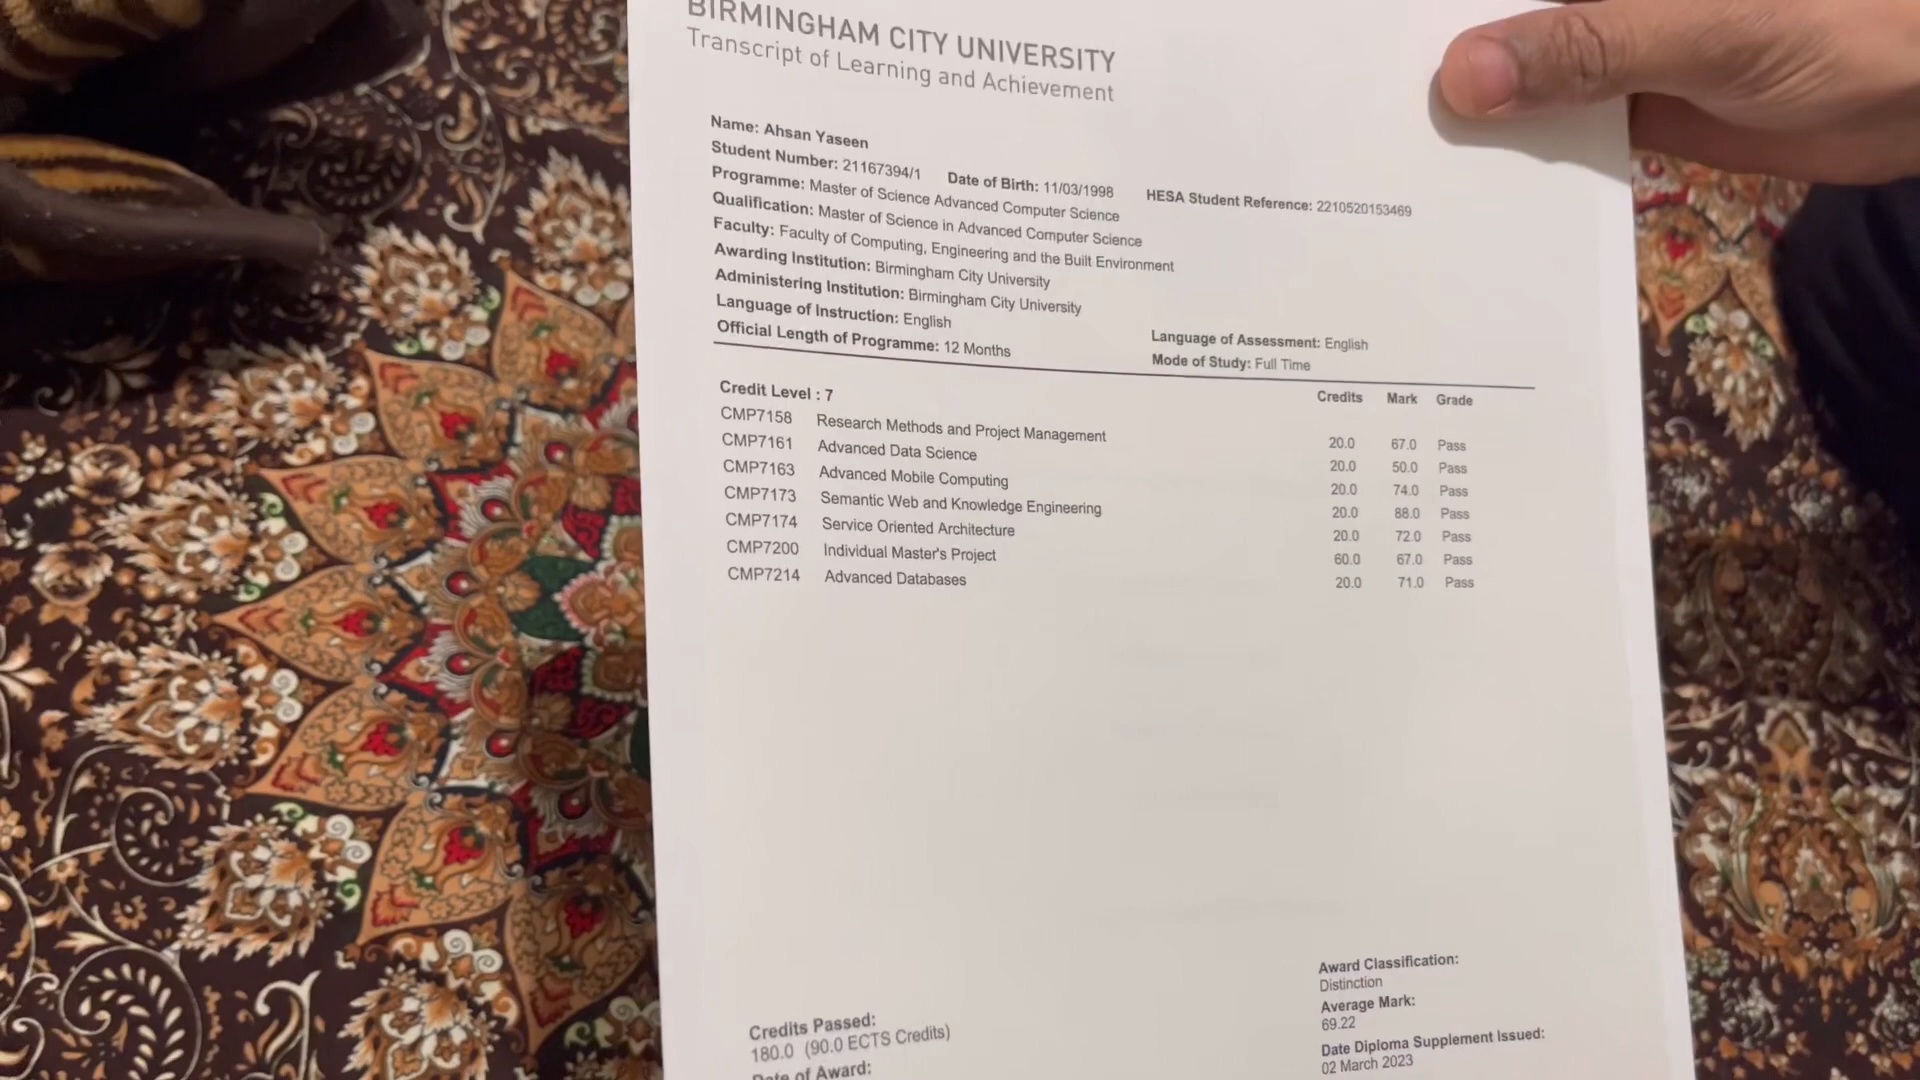 BIRMINGHAM CITY UNIVERSITY
Transcript of Learning and Achievement
Name: Ahsan Yaseen
Student Number: 21167394/1 Date of Birth: 11/03/1998 HESA Student Reference: 2210520153469
Programme: Master of Science Advanced Computer Science
Qualification: Master of Science in Advanced Computer Science
Faculty: Faculty of Computing, Engineering and the Built Environment
Awarding Institution: Birmingham City University
Administering Institution: Birmingham City University
Language of Instruction: English Language of Assessment: English
Official Length of Programme: 12 Months Mode of Study: Full Time
Credit Level : 7 Credits Mark Grade
CMP7158 Research Methods and Project Management 20.0 67.0 Pass
CMP7161 Advanced Data Science 20.0 50.0 Pass
CMP7163 Advanced Mobile Computing 20.0 74.0 Pass
CMP7173 Semantic Web and Knowledge Engineering 20.0 88.0 Pass
CMP7174 Service Oriented Architecture 20.0 72.0 Pass
CMP7200 Individual Master's Project 60.0 67.0 Pass
CMP7214 Advanced Databases 20.0 71.0 Pass
Award Classification:
Distinction
Average Mark:
69.22
Credits Passed:
180.0 (90.0 ECTS Credits)
Date Diploma Supplement Issued:
02 March 2023
Date of Award: